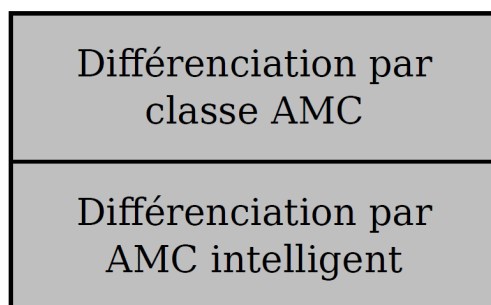 Différenciation par
classe AMC
Différenciation par
AMC intelligent